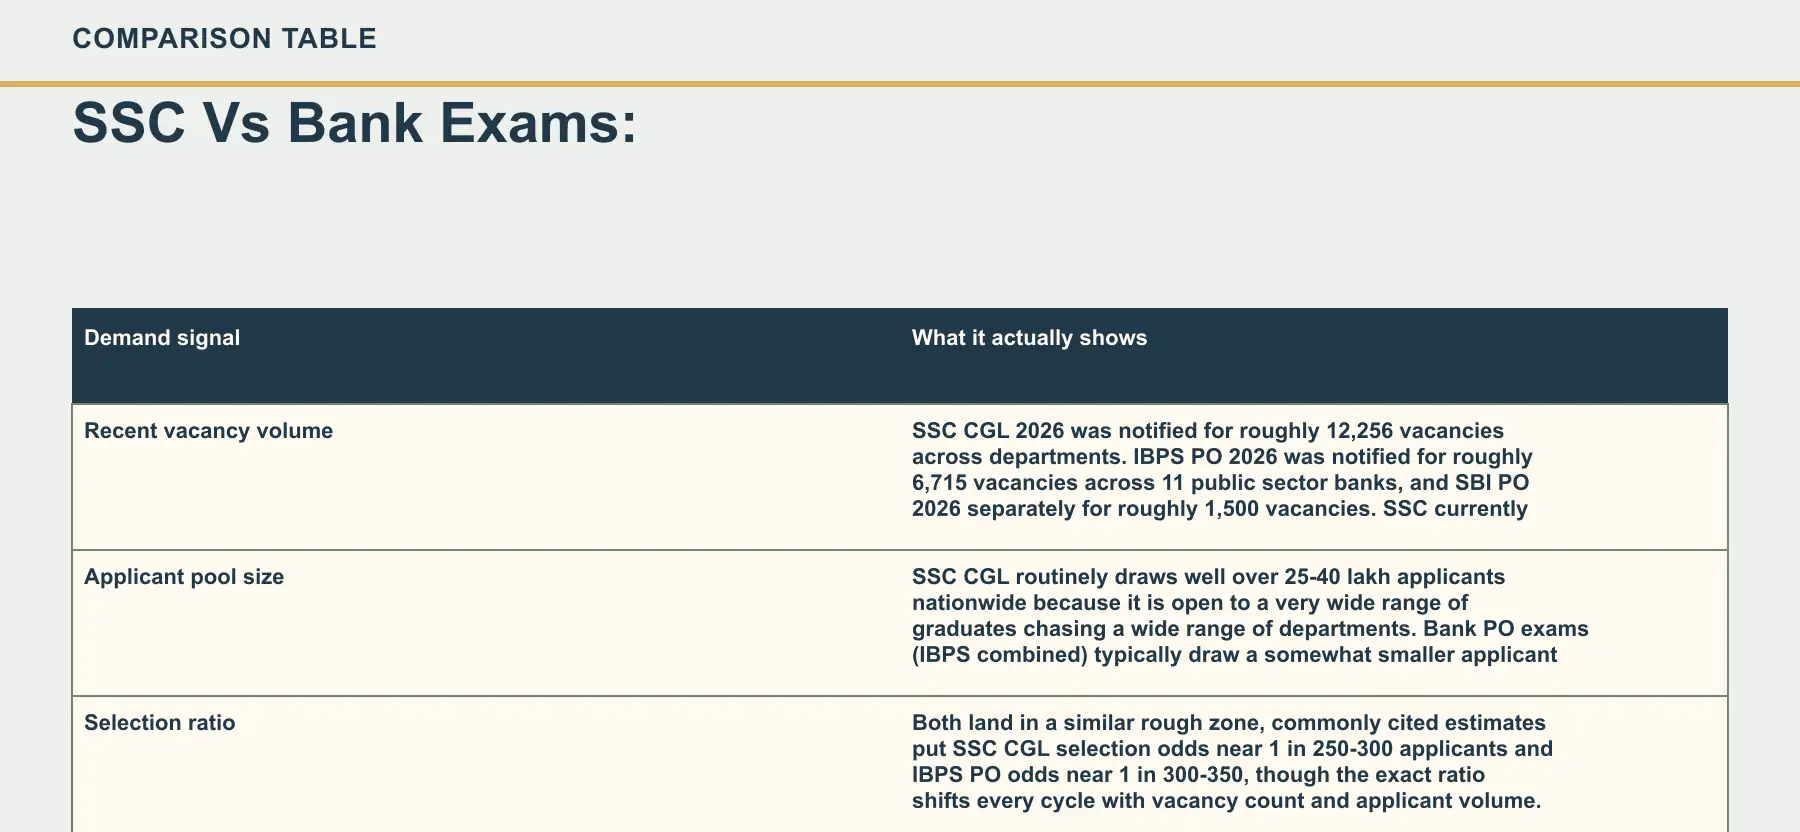 COMPARISON TABLE
SSC Vs Bank Exams:
Demand signal
What it actually shows
Recent vacancy volume
SSC CGL 2026 was notified for roughly 12,256 vacancies
across departments. IBPS PO 2026 was notified for roughly
6,715 vacancies across 11 public sector banks, and SBI PO
2026 separately for roughly 1,500 vacancies. SSC currently
Applicant pool size
SSC CGL routinely draws well over 25-40 lakh applicants
nationwide because it is open to a very wide range of
graduates chasing a wide range of departments. Bank PO exams
(IBPS combined) typically draw a somewhat smaller applicant
Selection ratio
Both land in a similar rough zone, commonly cited estimates
put SSC CGL selection odds near 1 in 250-300 applicants and
IBPS PO odds near 1 in 300-350, though the exact ratio
shifts every cycle with vacancy count and applicant volume.